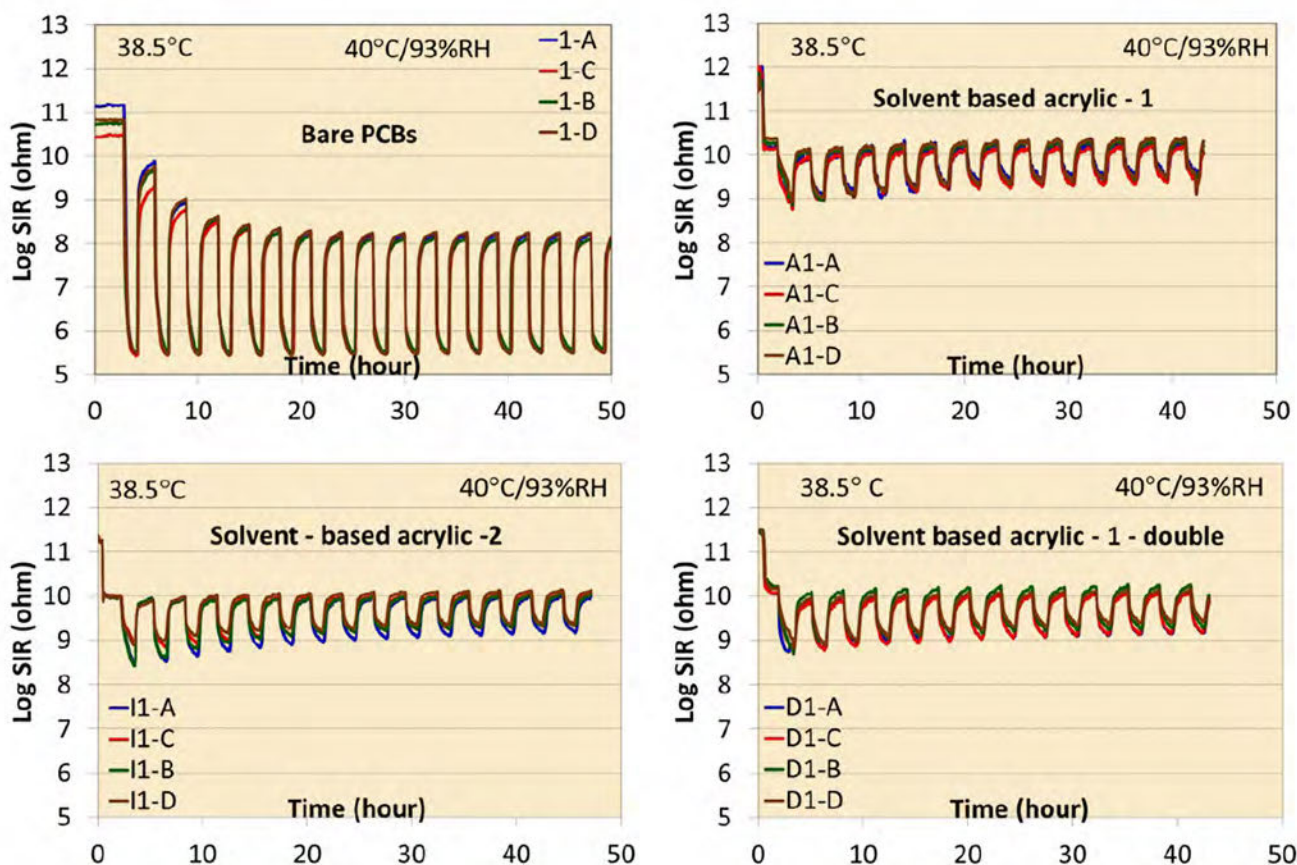 38.5°C
40°C/93%RH
Bare PCBs
1-A
1-C
1-B
1-D
Log SIR (ohm)
13
12
11
10
9
8
7
6
5
0
10
20
30
40
50
Time (hour)
38.5°C
40°C/93%RH
Solvent based acrylic - 1
A1-A
A1-C
A1-B
A1-D
Log SIR (ohm)
13
12
11
10
9
8
7
6
5
0
10
20
30
40
50
Time (hour)
38.5°C
40°C/93%RH
Solvent - based acrylic -2
I1-A
I1-C
I1-B
I1-D
Log SIR (ohm)
13
12
11
10
9
8
7
6
5
0
10
20
30
40
50
Time (hour)
38.5° C
40°C/93%RH
Solvent based acrylic - 1 - double
D1-A
D1-C
D1-B
D1-D
Log SIR (ohm)
13
12
11
10
9
8
7
6
5
0
10
20
30
40
50
Time (hour)